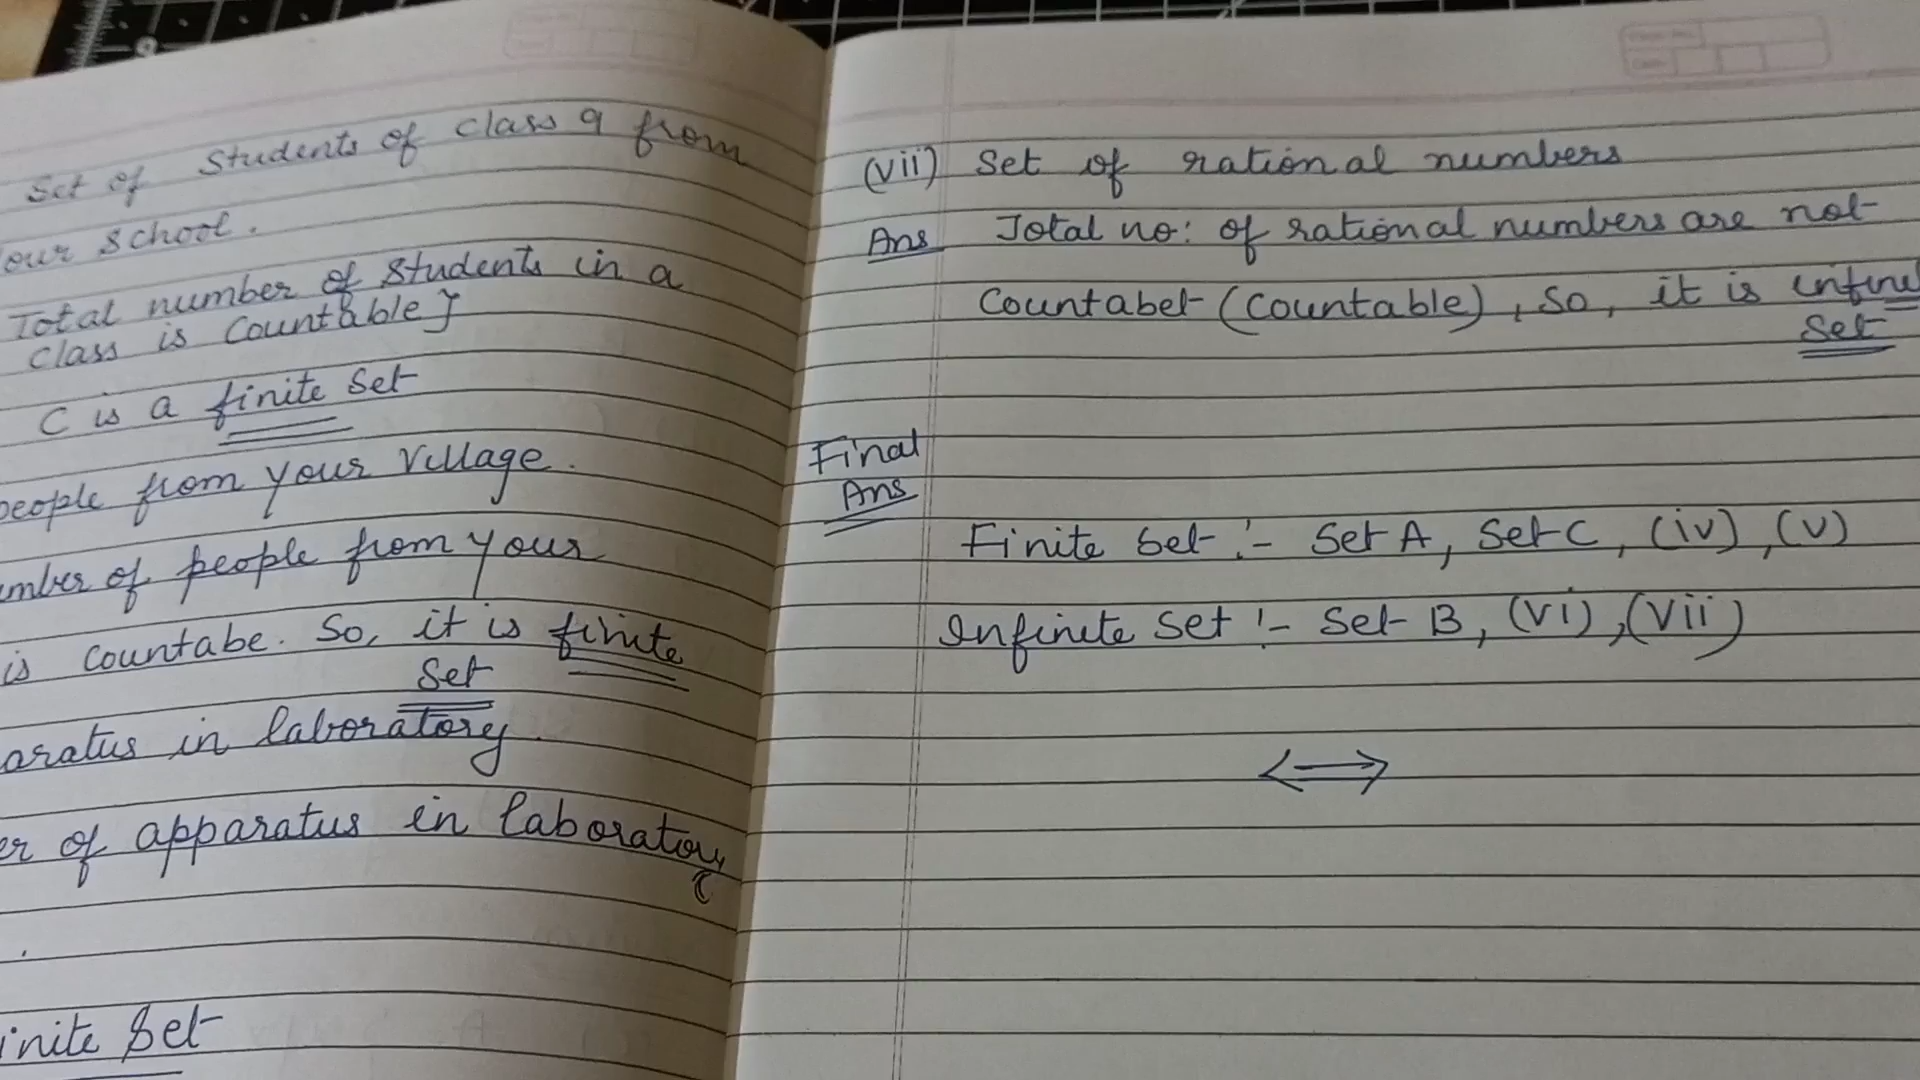 Set of Students of class 9 from
our school.
Total number of students in a
class is Countable}
C is a finite Set
people from your Village.
mber of people from your
is countabe. So, it is finite
Set
aratus in laboratory.
er of apparatus in laboratory
inite Set
(vii) Set of rational numbers
Ans Total no: of rational numbers are not
Countabel (Countable), So, it is infini
Set
Final
Ans
Finite Set :- Set A, Set C, (iv), (v)
Infinite Set :- Set B, (vi), (vii)